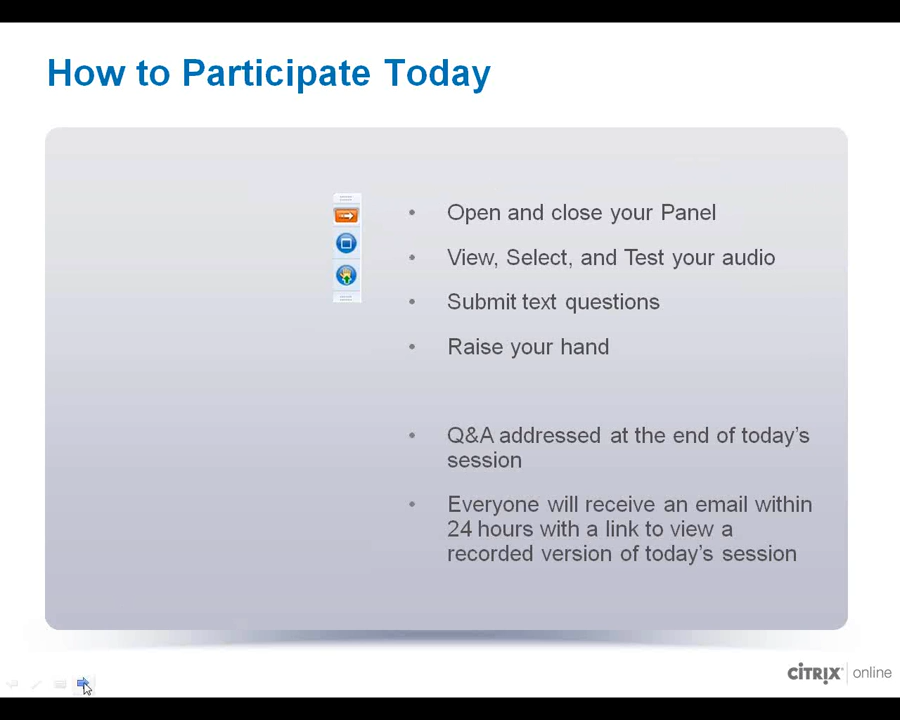 How to Participate Today
• Open and close your Panel
• View, Select, and Test your audio
• Submit text questions
• Raise your hand
• Q&A addressed at the end of today’s
session
• Everyone will receive an email within
24 hours with a link to view a
recorded version of today’s session
CITRIX online